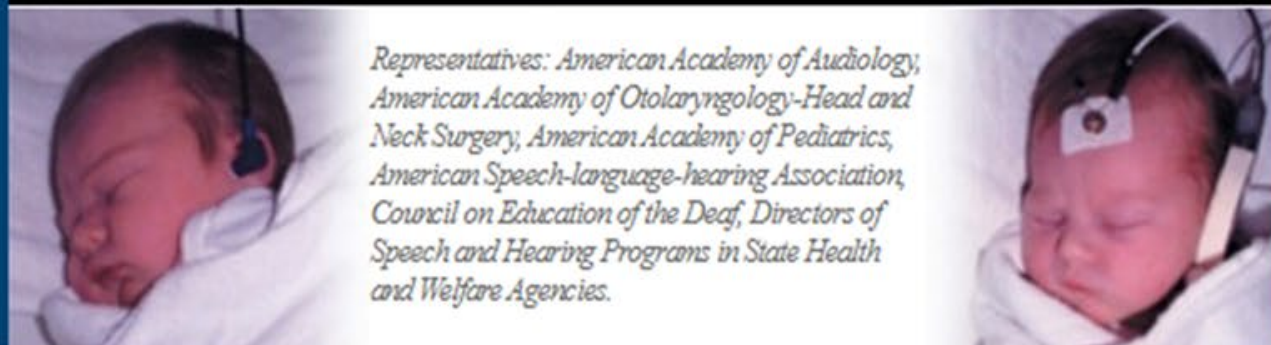 Representatives: American Academy of Audiology,
American Academy of Otolaryngology-Head and
Neck Surgery, American Academy of Pediatrics,
American Speech-language-hearing Association,
Council on Education of the Deaf, Directors of
Speech and Hearing Programs in State Health
and Welfare Agencies.